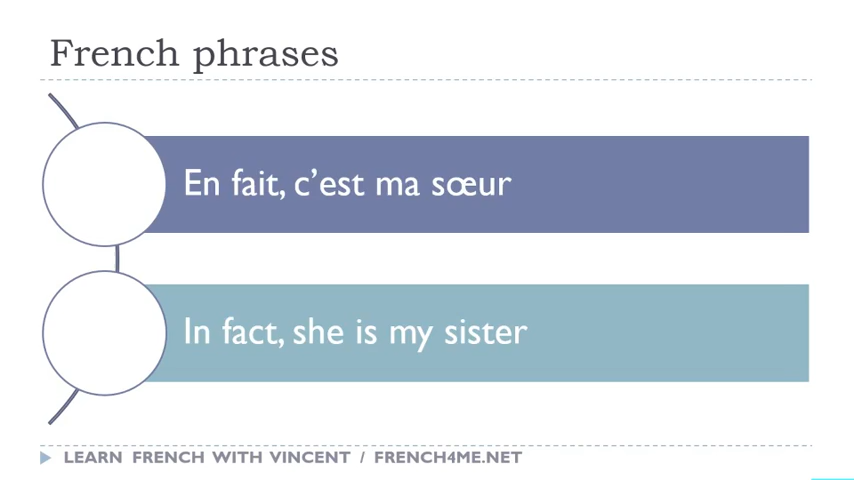 French phrases
En fait, c’est ma sœur
In fact, she is my sister
LEARN FRENCH WITH VINCENT / FRENCH4ME.NET